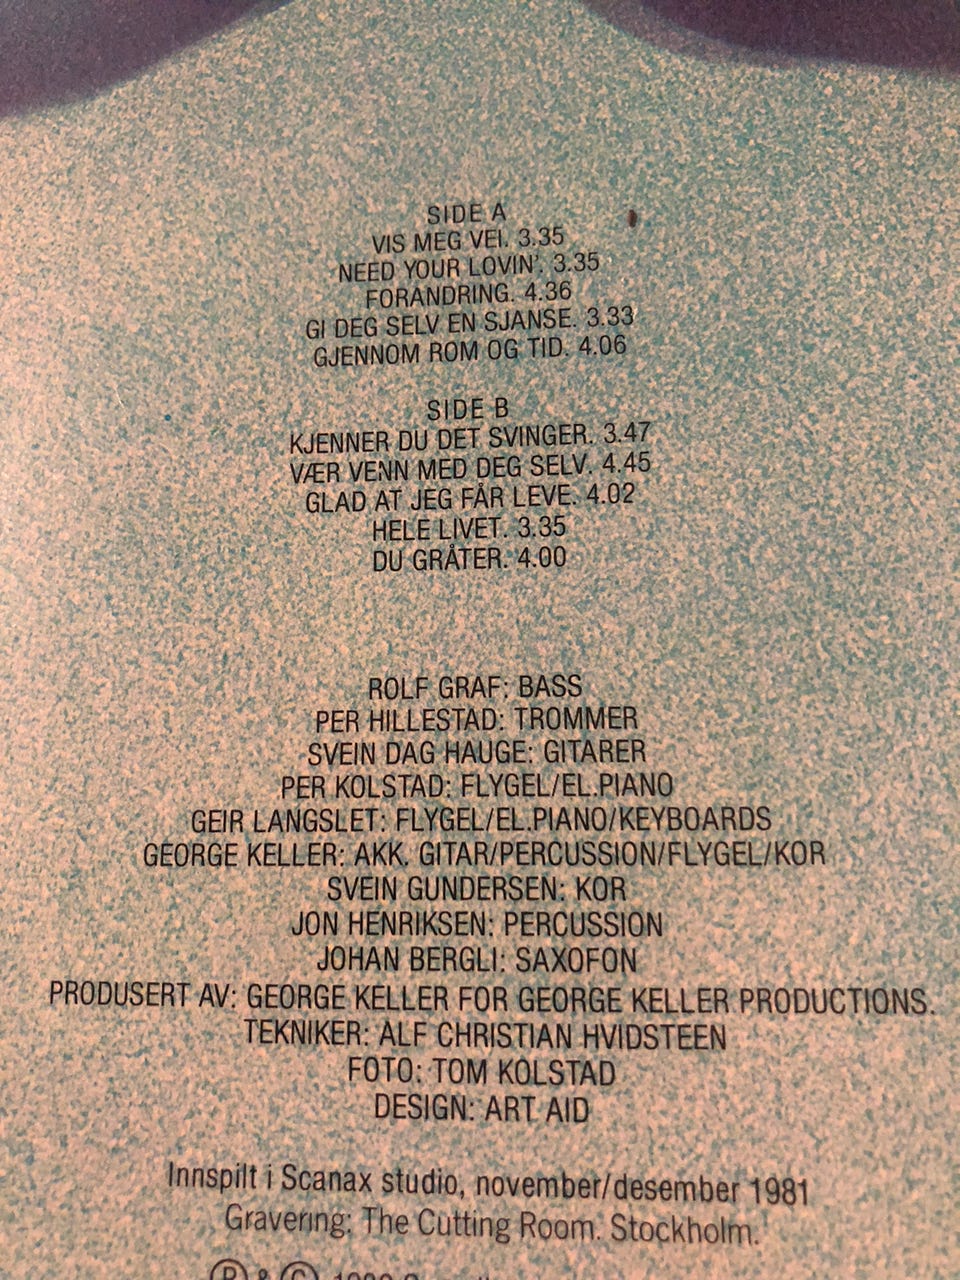 SIDE A
VIS MEG VEI. 3.35
NEED YOUR LOVIN'. 3.35
FORANDRING. 4.36
GI DEG SELV EN SJANSE. 3.33
GJENNOM ROM OG TID. 4.06
SIDE B
KJENNER DU DET SVINGER. 3.47
VÆR VENN MED DEG SELV. 4.45
GLAD AT JEG FÅR LEVE. 4.02
HELE LIVET. 3.35
DU GRÅTER. 4.00
ROLF GRAF: BASS
PER HILLESTAD: TROMMER
SVEIN DAG HAUGE: GITARER
PER KOLSTAD: FLYGEL/EL.PIANO
GEIR LANGSLET: FLYGEL/EL.PIANO/KEYBOARDS
GEORGE KELLER: AKK. GITAR/PERCUSSION/FLYGEL/KOR
SVEIN GUNDERSEN: KOR
JON HENRIKSEN: PERCUSSION
JOHAN BERGLI: SAXOFON
PRODUSERT AV: GEORGE KELLER FOR GEORGE KELLER PRODUCTIONS.
TEKNIKER: ALF CHRISTIAN HVIDSTEEN
FOTO: TOM KOLSTAD
DESIGN: ART AID
Innspilt i Scanax studio, november/desember 1981
Gravering: The Cutting Room. Stockholm.
Ⓟ & Ⓒ